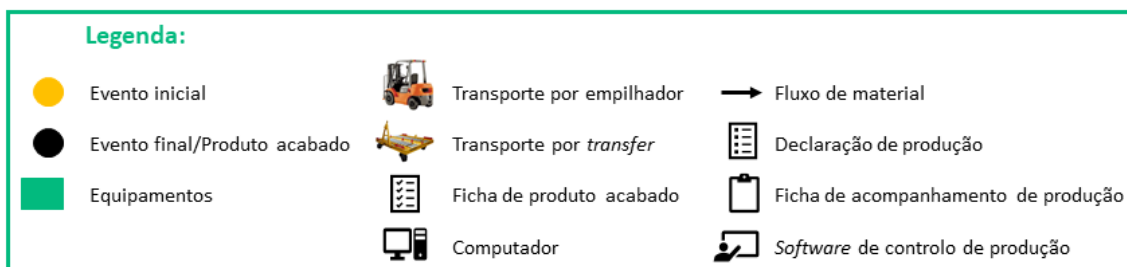 Legenda:
Evento inicial
Transporte por empilhador
Fluxo de material
Evento final/Produto acabado
Transporte por transfer
Declaração de produção
Equipamentos
Ficha de produto acabado
Ficha de acompanhamento de produção
Computador
Software de controlo de produção